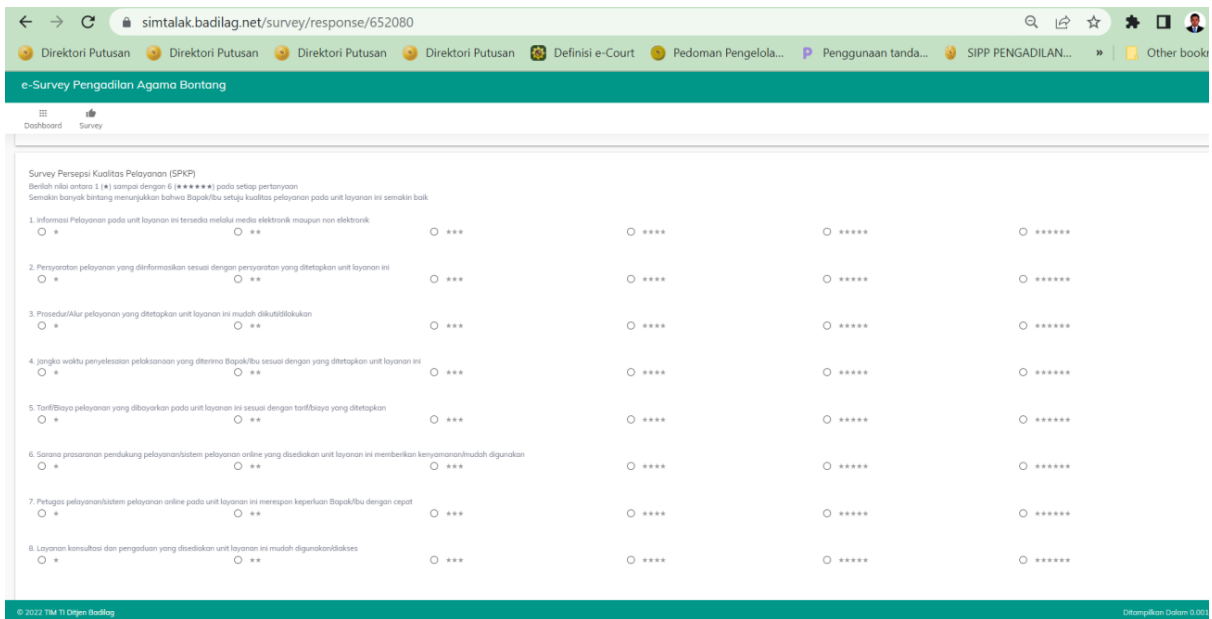 simtalak.badilag.net/survey/response/652080
Direktori Putusan Direktori Putusan Direktori Putusan Direktori Putusan Definisi e-Court Pedoman Pengelola... Penggunaan tanda... SIPP PENGADILAN... » Other bookr
e-Survey Pengadilan Agama Bontang
Dashboard Survey
Survey Persepsi Kualitas Pelayanan (SPKP)
Berilah nilai antara 1 (★) sampai dengan 6 (★★★★★★) pada setiap pertanyaan
Semakin banyak bintang menunjukkan bahwa Bapak/Ibu setuju kualitas pelayanan pada unit layanan ini semakin baik
1. Informasi Pelayanan pada unit layanan ini tersedia melalui media elektronik maupun non elektronik
★ ★★ ★★★ ★★★★ ★★★★★ ★★★★★★
2. Persyaratan pelayanan yang diinformasikan sesuai dengan persyaratan yang ditetapkan unit layanan ini
★ ★★ ★★★ ★★★★ ★★★★★ ★★★★★★
3. Prosedur/Alur pelayanan yang ditetapkan unit layanan ini mudah diikuti/dilakukan
★ ★★ ★★★ ★★★★ ★★★★★ ★★★★★★
4. Jangka waktu penyelesaian pelaksanaan yang diterima Bapak/Ibu sesuai dengan yang ditetapkan unit layanan ini
★ ★★ ★★★ ★★★★ ★★★★★ ★★★★★★
5. Tarif/Biaya pelayanan yang dibayarkan pada unit layanan ini sesuai dengan tarif/biaya yang ditetapkan
★ ★★ ★★★ ★★★★ ★★★★★ ★★★★★★
6. Sarana prasaranan pendukung pelayanan/sistem pelayanan online yang disediakan unit layanan ini memberikan kenyamanan/mudah digunakan
★ ★★ ★★★ ★★★★ ★★★★★ ★★★★★★
7. Petugas pelayanan/sistem pelayanan online pada unit layanan ini merespon keperluan Bapak/Ibu dengan cepat
★ ★★ ★★★ ★★★★ ★★★★★ ★★★★★★
8. Layanan konsultasi dan pengaduan yang disediakan unit layanan ini mudah digunakan/diakses
★ ★★ ★★★ ★★★★ ★★★★★ ★★★★★★
© 2022 TIM TI Ditjen Badilag Ditampilkan Dalam 0.001